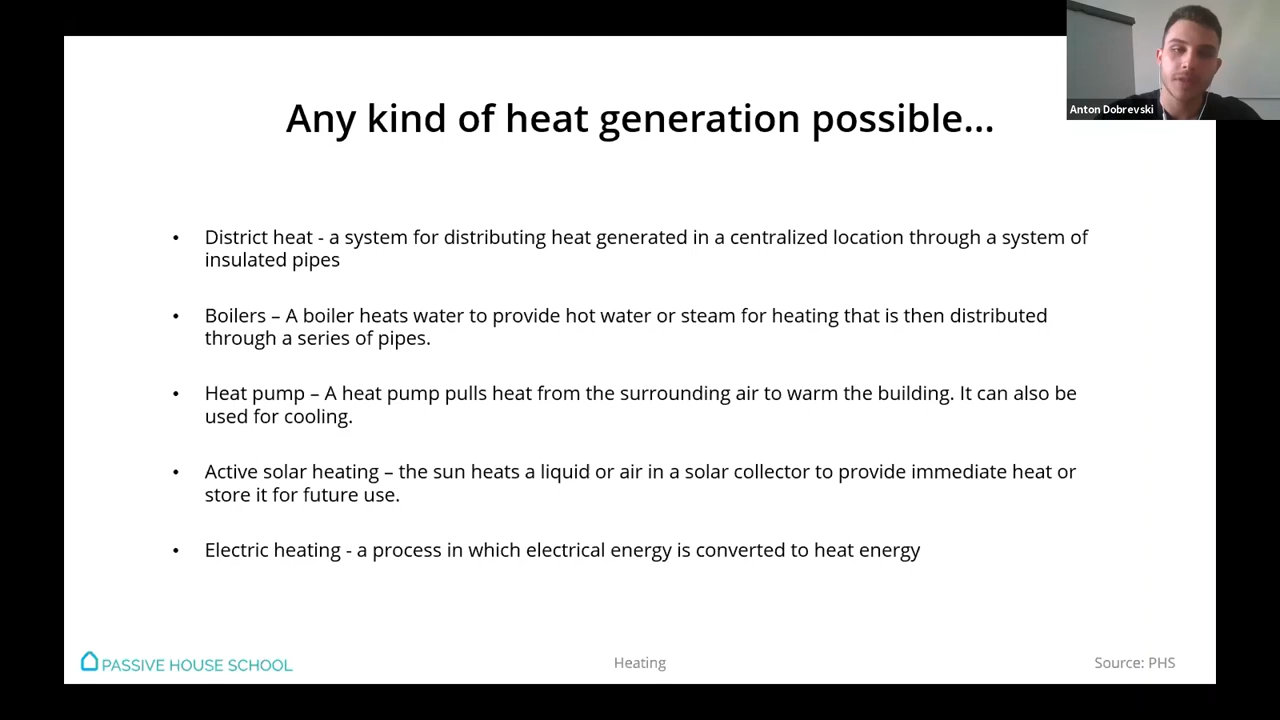 Any kind of heat generation possible...
Anton Dobrevski
• District heat - a system for distributing heat generated in a centralized location through a system of
insulated pipes
• Boilers – A boiler heats water to provide hot water or steam for heating that is then distributed
through a series of pipes.
• Heat pump – A heat pump pulls heat from the surrounding air to warm the building. It can also be
used for cooling.
• Active solar heating – the sun heats a liquid or air in a solar collector to provide immediate heat or
store it for future use.
• Electric heating - a process in which electrical energy is converted to heat energy
PASSIVE HOUSE SCHOOL
Heating
Source: PHS